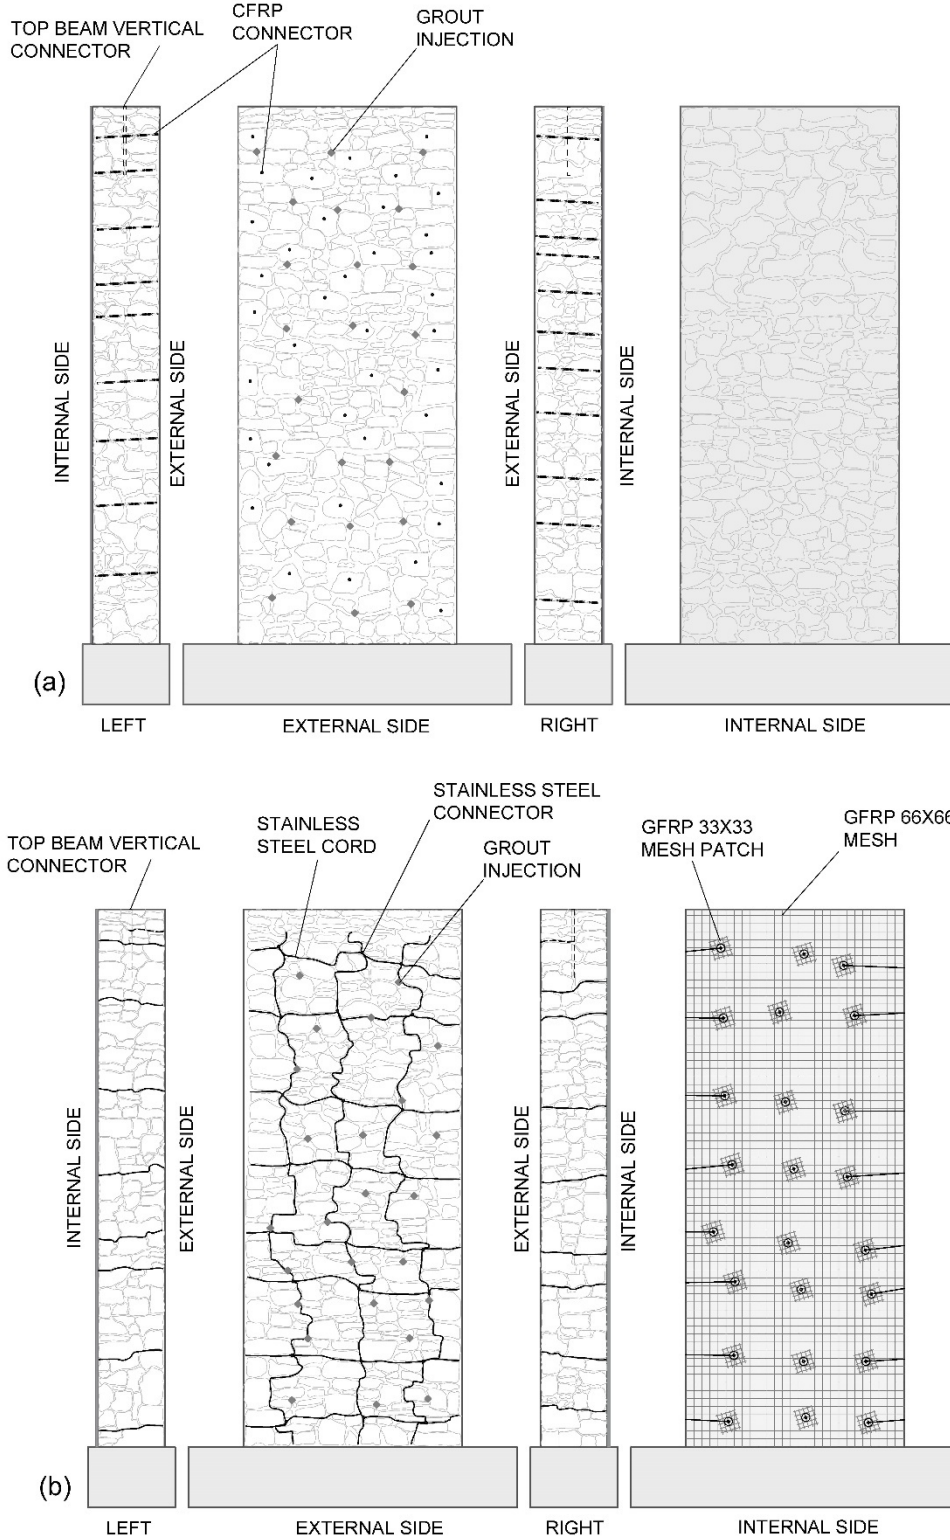 TOP BEAM VERTICAL
CONNECTOR
CFRP
CONNECTOR
GROUT
INJECTION
INTERNAL SIDE
EXTERNAL SIDE
EXTERNAL SIDE
INTERNAL SIDE
(a)
LEFT
EXTERNAL SIDE
RIGHT
INTERNAL SIDE
TOP BEAM VERTICAL
CONNECTOR
STAINLESS
STEEL CORD
STAINLESS STEEL
CONNECTOR
GROUT
INJECTION
GFRP 33X33
MESH PATCH
GFRP 66X66
MESH
INTERNAL SIDE
EXTERNAL SIDE
EXTERNAL SIDE
INTERNAL SIDE
(b)
LEFT
EXTERNAL SIDE
RIGHT
INTERNAL SIDE